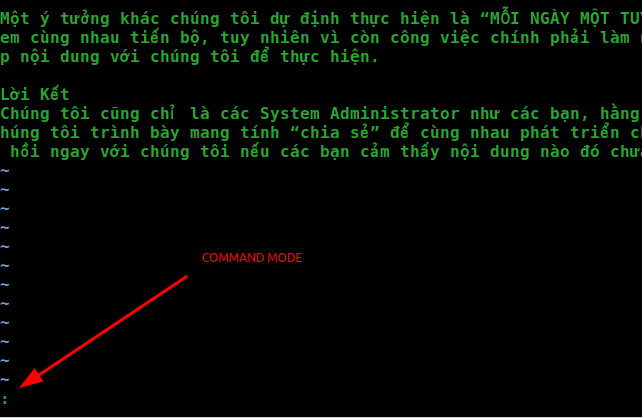 Một ý tưởng khác chúng tôi dự định thực hiện là “MỖI NGÀY MỘT
em cùng nhau tiến bộ, tuy nhiên vì còn công việc chính phải làm
p nội dung với chúng tôi để thực hiện.
Lời Kết
Chúng tôi cũng chỉ là các System Administrator như các bạn, hằng
húng tôi trình bày mang tính “chia sẻ” để cùng nhau phát triển
hồi ngay với chúng tôi nếu các bạn cảm thấy nội dung nào đó
~
~
~
~
~
COMMAND MODE
~
~
~
~
~
~
~
: